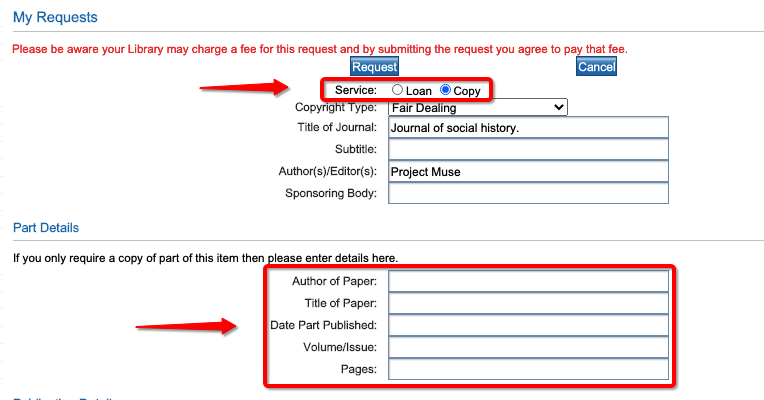 My Requests
Please be aware your Library may charge a fee for this request and by submitting the request you agree to pay that fee.
Request Cancel
Service: Loan Copy
Copyright Type: Fair Dealing
Title of Journal: Journal of social history.
Subtitle:
Author(s)/Editor(s): Project Muse
Sponsoring Body:
Part Details
If you only require a copy of part of this item then please enter details here.
Author of Paper:
Title of Paper:
Date Part Published:
Volume/Issue:
Pages: